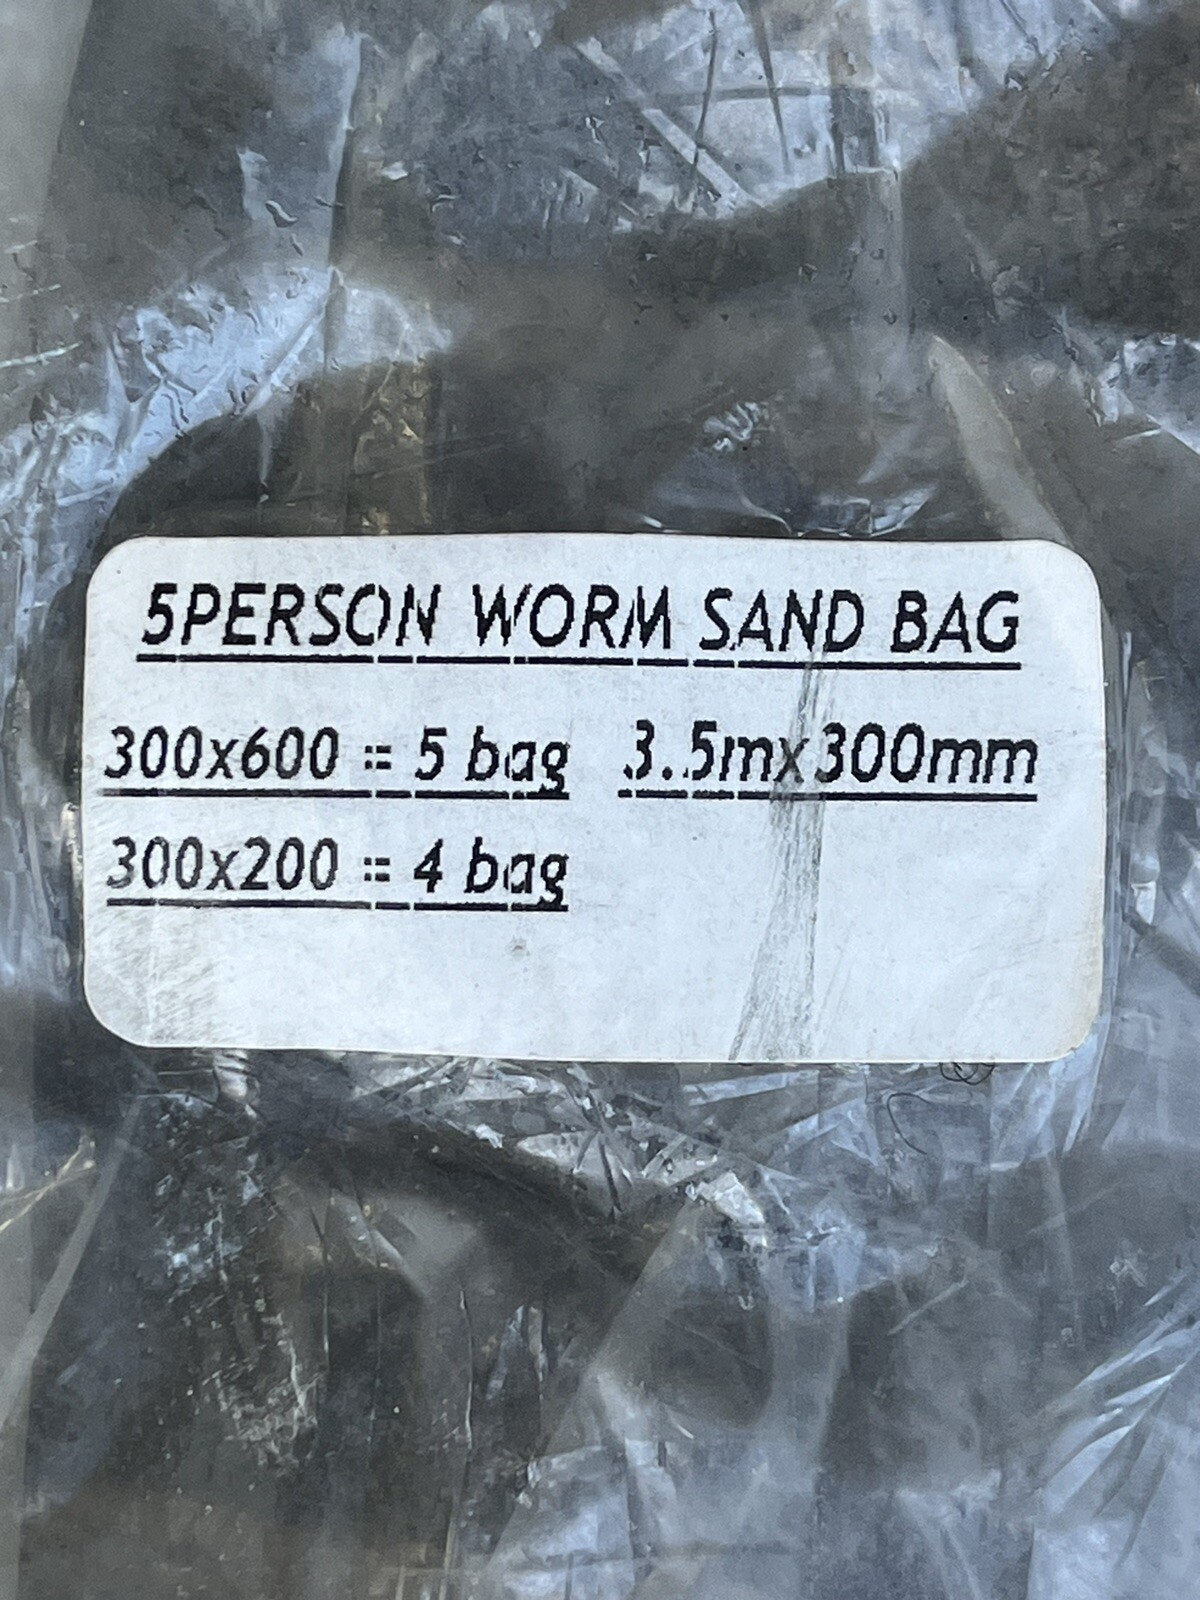 5PERSON WORM SAND BAG
300x600 = 5 bag 3.5mx300mm
300x200 = 4 bag